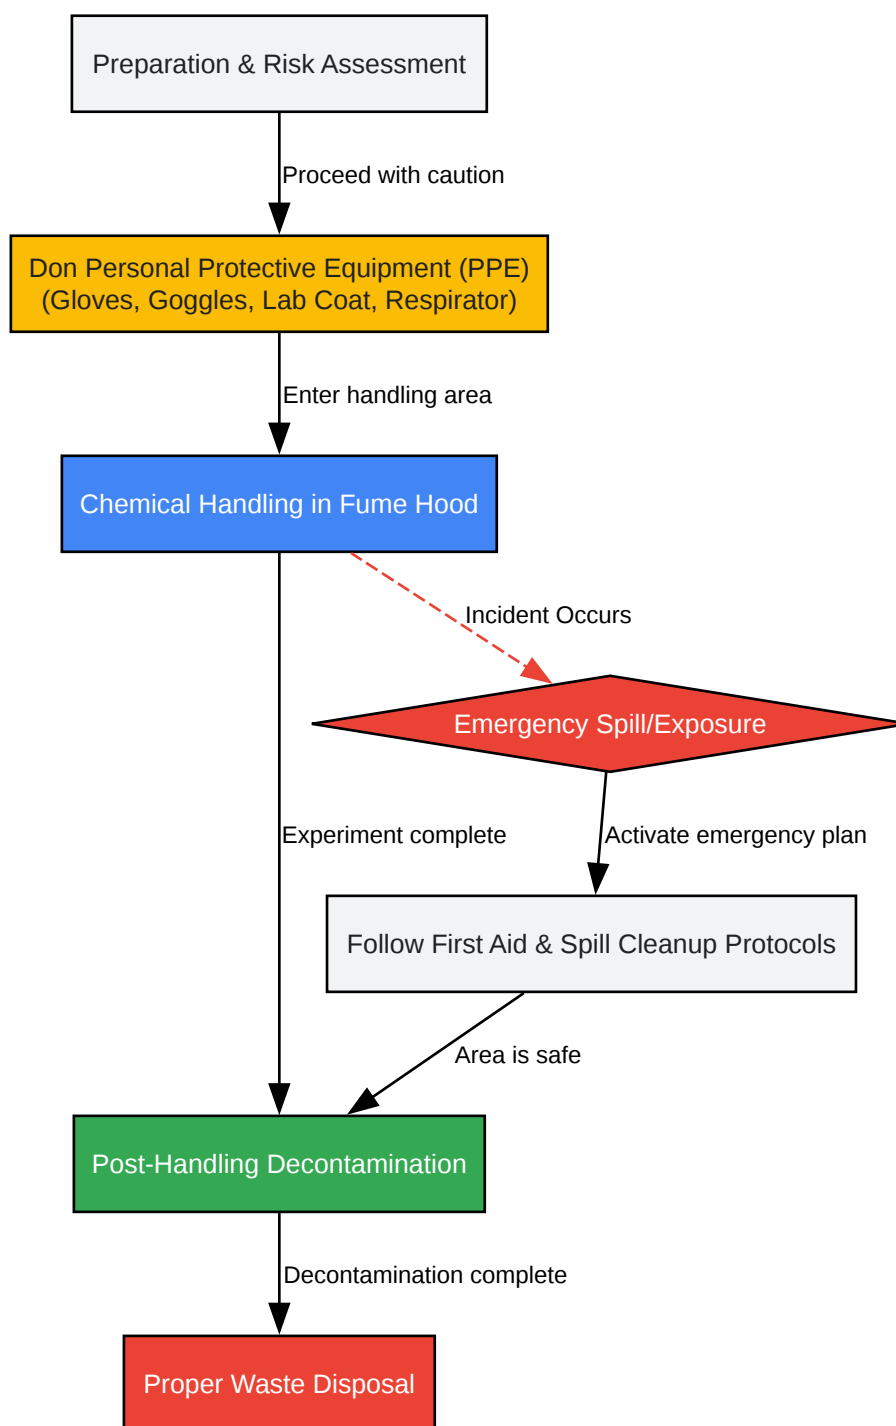 Preparation & Risk Assessment
Proceed with caution
Don Personal Protective Equipment (PPE)
(Gloves, Goggles, Lab Coat, Respirator)
Enter handling area
Chemical Handling in Fume Hood
Incident Occurs
Emergency Spill/Exposure
Experiment complete
Activate emergency plan
Follow First Aid & Spill Cleanup Protocols
Area is safe
Post-Handling Decontamination
Decontamination complete
Proper Waste Disposal